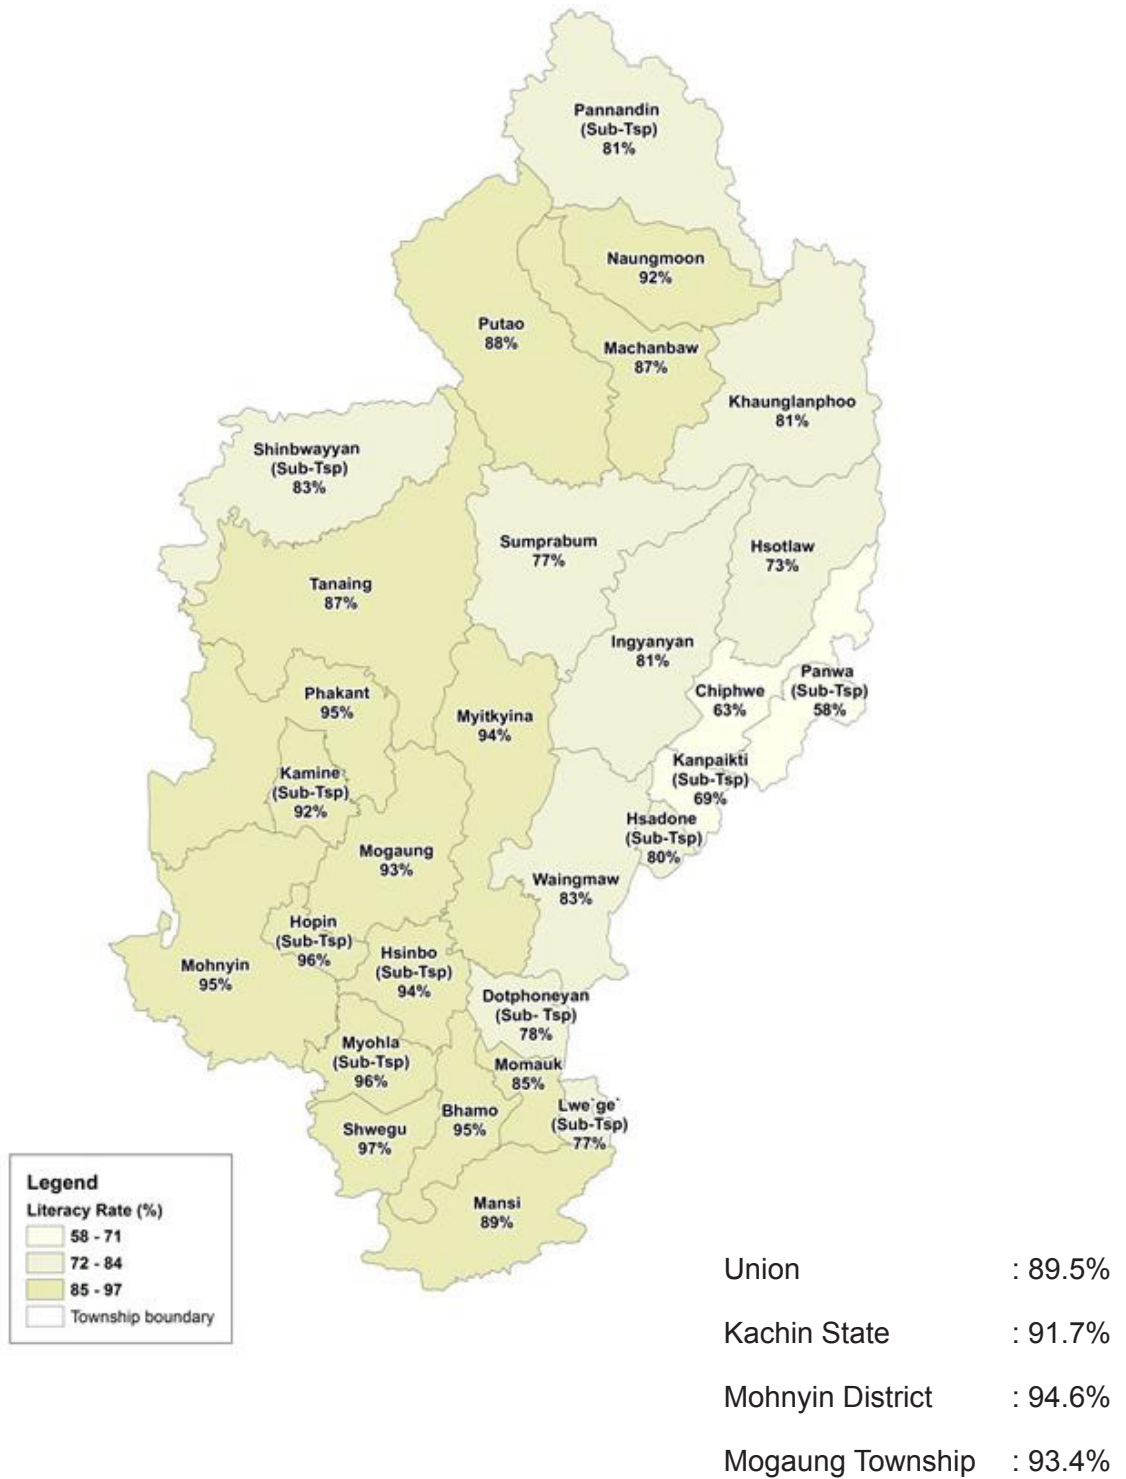 Pannandin
(Sub-Tsp)
81%
Naungmoon
92%
Putao
88%
Machanbaw
87%
Khaunglanphoo
81%
Shinbwayyan
(Sub-Tsp)
83%
Sumprabum
77%
Hsotlaw
73%
Tanaing
87%
Ingyanyan
81%
Panwa
(Sub-Tsp)
58%
Chiphwe
63%
Phakant
95%
Myitkyina
94%
Kanpaikti
(Sub-Tsp)
69%
Kamine
(Sub-Tsp)
92%
Hsadone
(Sub-Tsp)
80%
Mogaung
93%
Waingmaw
83%
Hopin
(Sub-Tsp)
96%
Hsinbo
(Sub-Tsp)
94%
Mohnyin
95%
Dotphoneyan
(Sub- Tsp)
78%
Myohla
(Sub-Tsp)
96%
Momauk
85%
Lwe`ge`
(Sub-Tsp)
77%
Bhamo
95%
Shwegu
97%
Mansi
89%
Legend
Literacy Rate (%)
58 - 71
72 - 84
85 - 97
Township boundary
Union : 89.5%
Kachin State : 91.7%
Mohnyin District : 94.6%
Mogaung Township : 93.4%